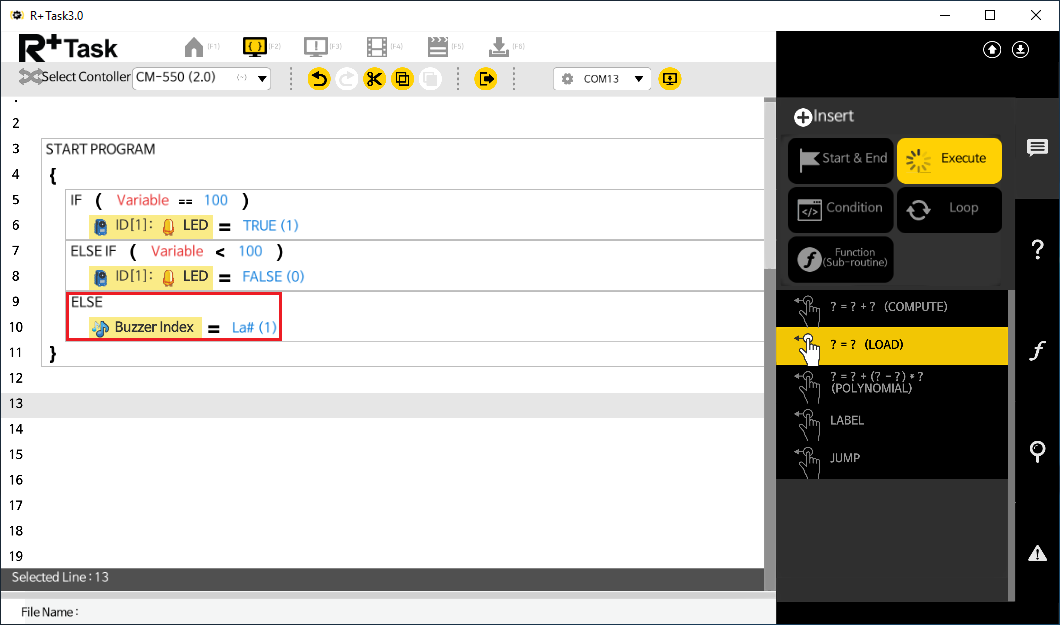 R+ Task3.0
R+Task
(F1)
(F2)
(F3)
(F4)
(F5)
(F6)
Select Contoller CM-550 (2.0)
COM13
2
3 START PROGRAM
4 {
5 IF ( Variable == 100 )
6 ID[1]: LED = TRUE (1)
7 ELSE IF ( Variable < 100 )
8 ID[1]: LED = FALSE (0)
9 ELSE
10 Buzzer Index = La# (1)
11 }
12
13
14
15
16
17
18
19
Selected Line : 13
File Name :
Insert
Start & End
Execute
Condition
Loop
Function
(Sub-routine)
? = ? + ? (COMPUTE)
? = ? (LOAD)
? = ? + (? - ?) * ?
(POLYNOMIAL)
LABEL
JUMP